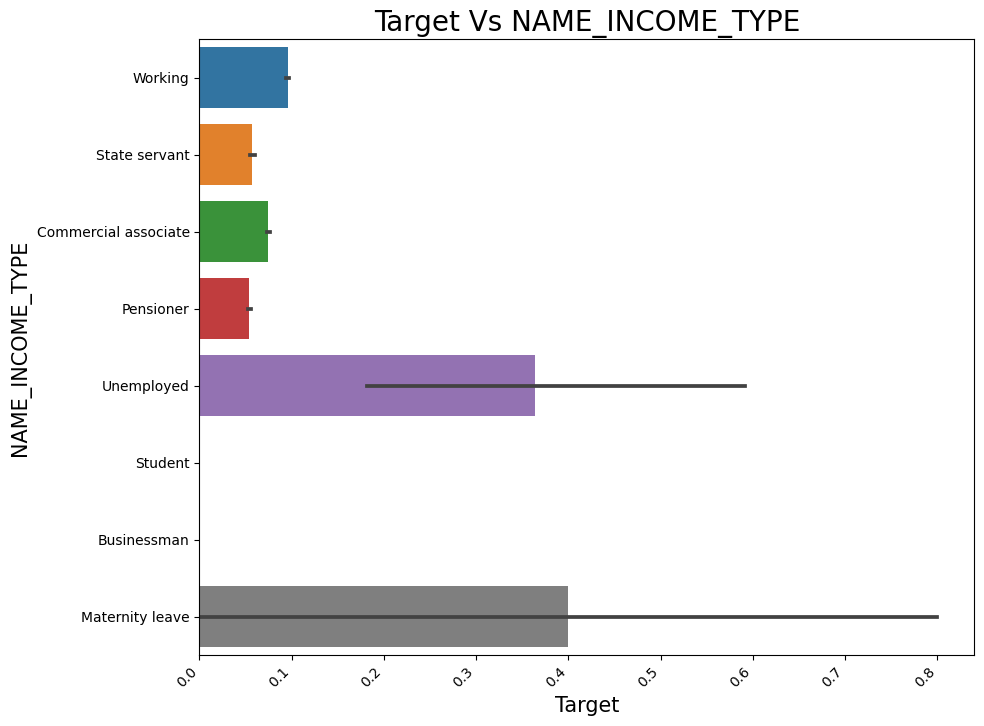 Target Vs NAME_INCOME_TYPE
NAME_INCOME_TYPE
Working
State servant
Commercial associate
Pensioner
Unemployed
Student
Businessman
Maternity leave
0.0
0.1
0.2
0.3
0.4
0.5
0.6
0.7
0.8
Target